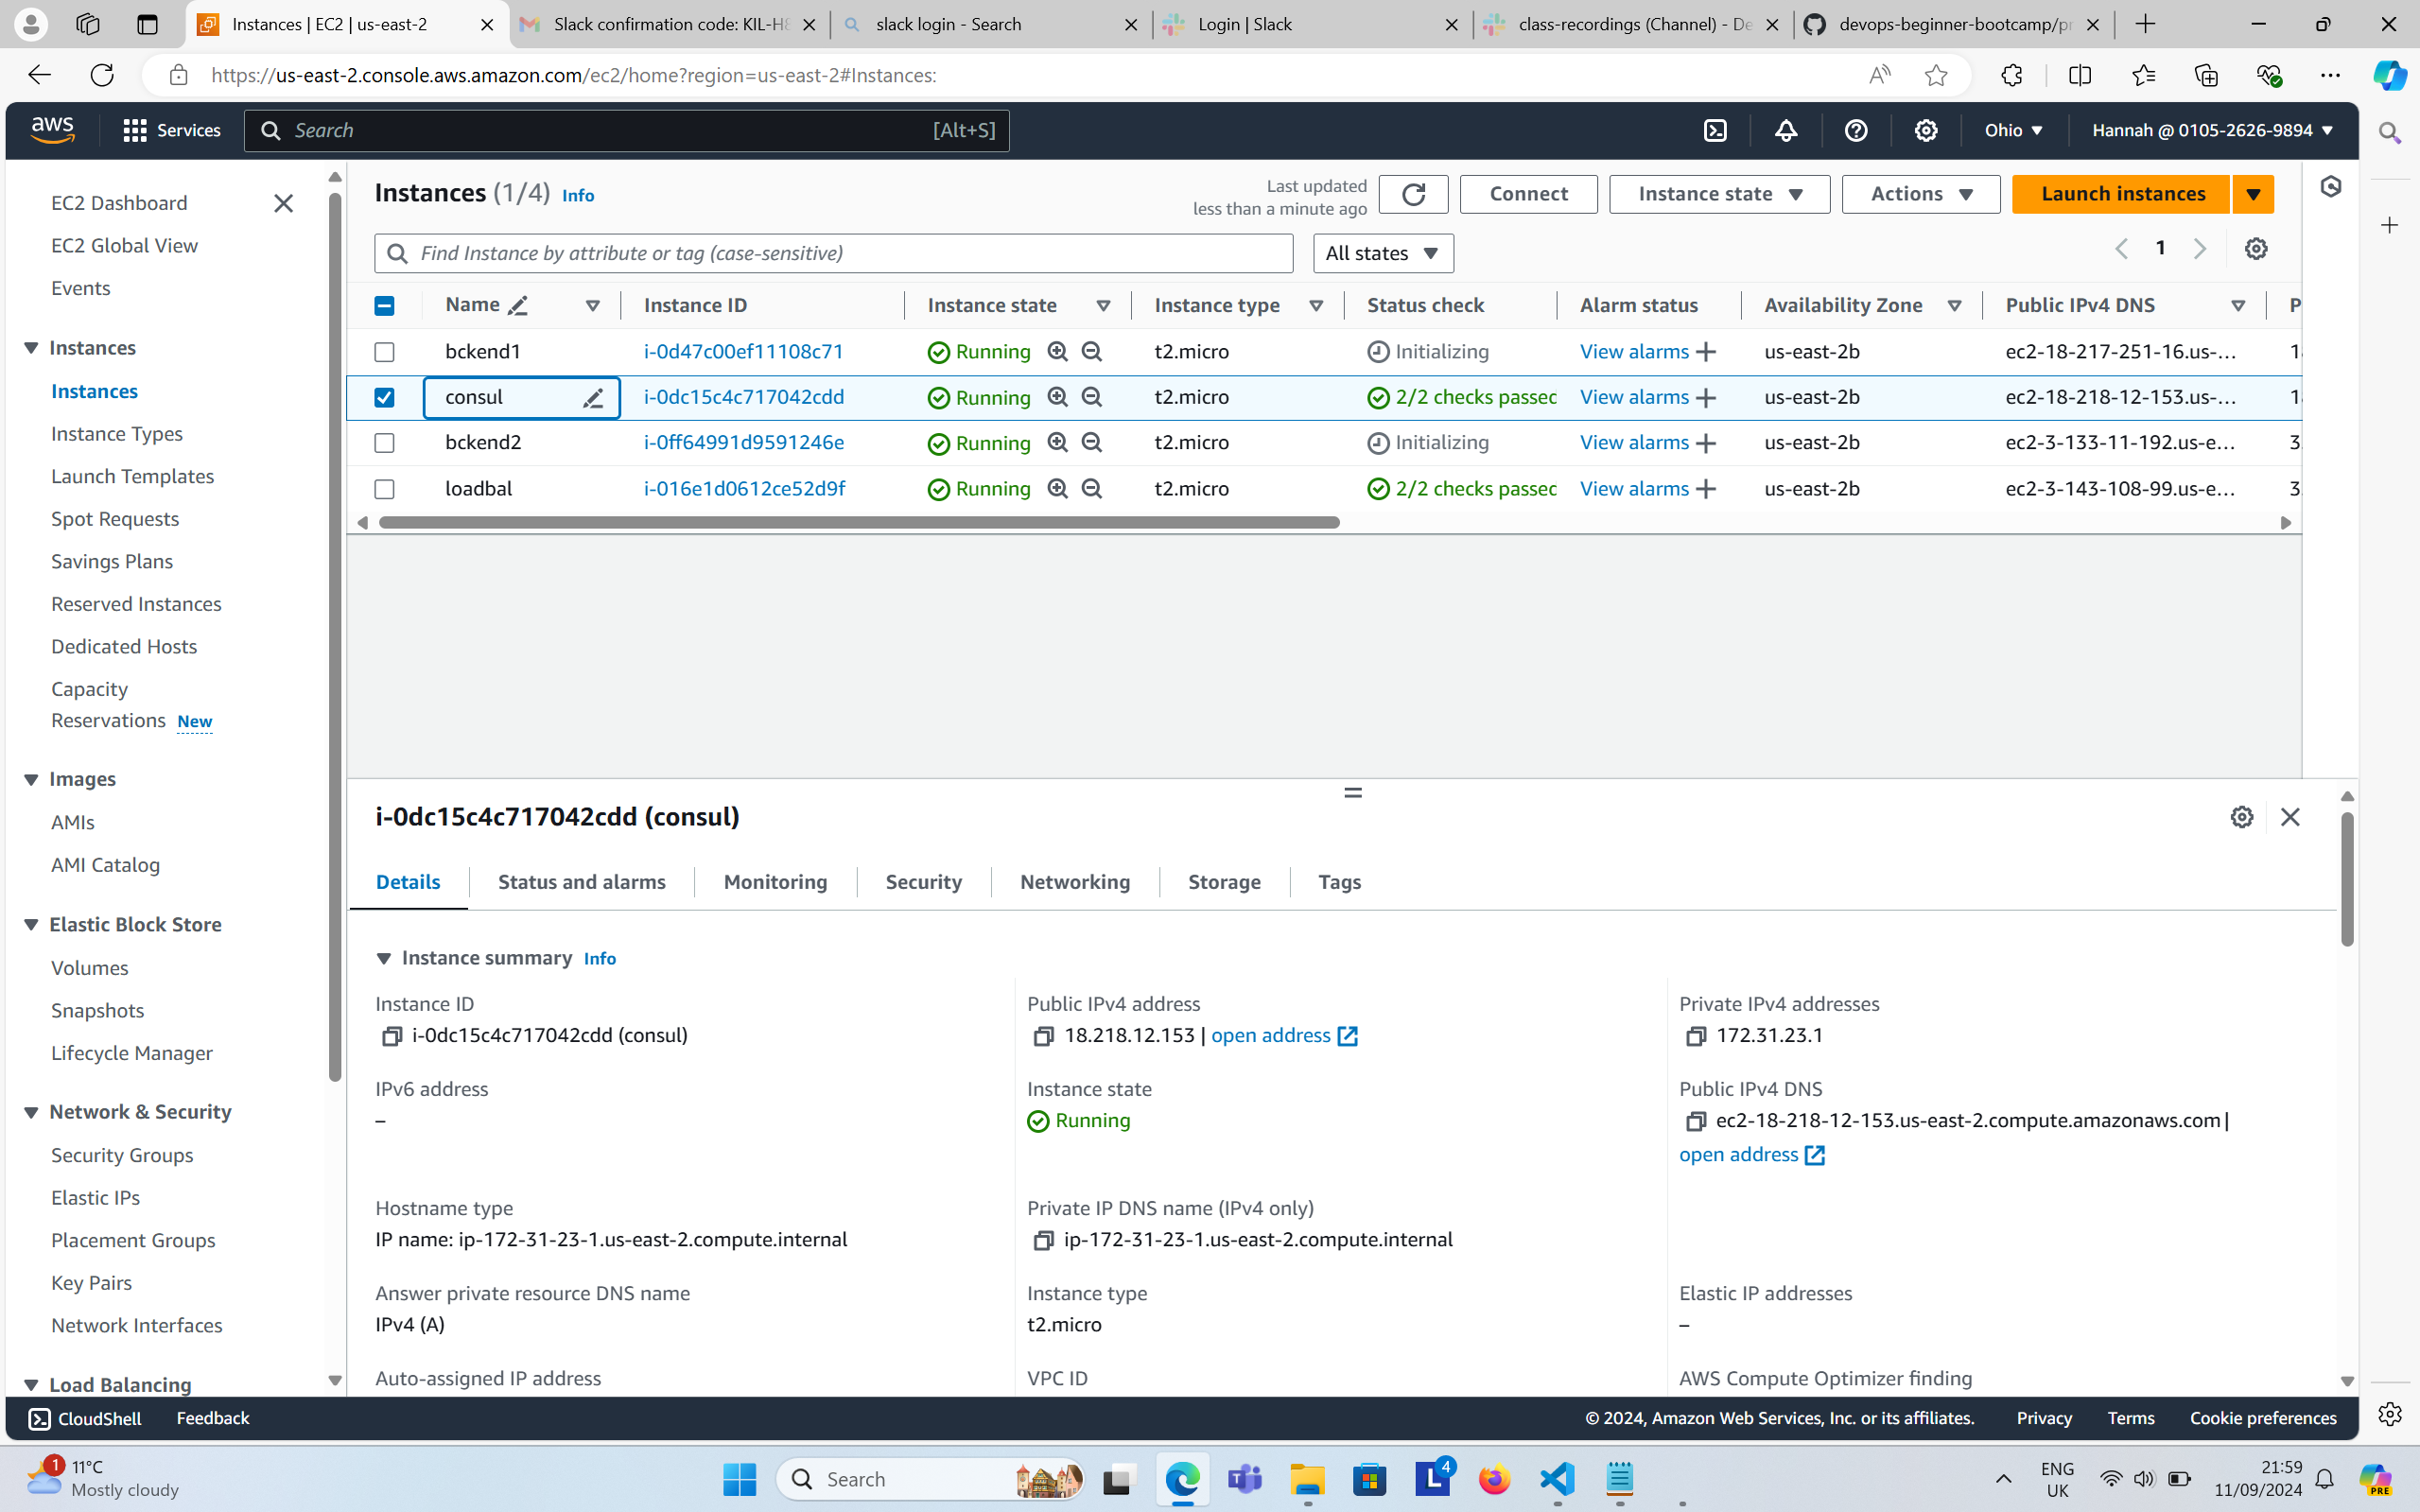 Instances | EC2 | us-east-2
Slack confirmation code: KIL-H8
slack login - Search
Login | Slack
class-recordings (Channel) - De
devops-beginner-bootcamp/pr
https://us-east-2.console.aws.amazon.com/ec2/home?region=us-east-2#Instances:
aws
Services
Search
[Alt+S]
Ohio
Hannah @ 0105-2626-9894
EC2 Dashboard
EC2 Global View
Events
Instances
Instances
Instance Types
Launch Templates
Spot Requests
Savings Plans
Reserved Instances
Dedicated Hosts
Capacity
Reservations New
Images
AMIs
AMI Catalog
Elastic Block Store
Volumes
Snapshots
Lifecycle Manager
Network & Security
Security Groups
Elastic IPs
Placement Groups
Key Pairs
Network Interfaces
Load Balancing
Instances (1/4) Info
Last updated
less than a minute ago
Connect
Instance state
Actions
Launch instances
Find Instance by attribute or tag (case-sensitive)
All states
1
Name Instance ID Instance state Instance type Status check Alarm status Availability Zone Public IPv4 DNS P
bckend1 i-0d47c00ef11108c71 Running t2.micro Initializing View alarms us-east-2b ec2-18-217-251-16.us-... 1
consul i-0dc15c4c717042cdd Running t2.micro 2/2 checks passec View alarms us-east-2b ec2-18-218-12-153.us-... 1
bckend2 i-0ff64991d9591246e Running t2.micro Initializing View alarms us-east-2b ec2-3-133-11-192.us-e... 3
loadbal i-016e1d0612ce52d9f Running t2.micro 2/2 checks passec View alarms us-east-2b ec2-3-143-108-99.us-e... 3
i-0dc15c4c717042cdd (consul)
Details Status and alarms Monitoring Security Networking Storage Tags
Instance summary Info
Instance ID
i-0dc15c4c717042cdd (consul)
Public IPv4 address
18.218.12.153 | open address
Private IPv4 addresses
172.31.23.1
IPv6 address
–
Instance state
Running
Public IPv4 DNS
ec2-18-218-12-153.us-east-2.compute.amazonaws.com |
open address
Hostname type
IP name: ip-172-31-23-1.us-east-2.compute.internal
Private IP DNS name (IPv4 only)
ip-172-31-23-1.us-east-2.compute.internal
Answer private resource DNS name
IPv4 (A)
Instance type
t2.micro
Elastic IP addresses
–
Auto-assigned IP address
VPC ID
AWS Compute Optimizer finding
CloudShell
Feedback
© 2024, Amazon Web Services, Inc. or its affiliates.
Privacy
Terms
Cookie preferences
1
11°C
Mostly cloudy
Search
L
4
ENG
UK
21:59
11/09/2024
PRE